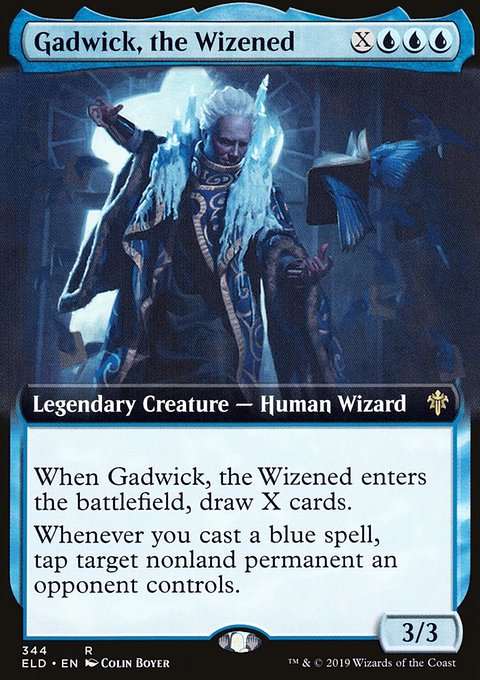 Gadwick, the Wizened X
Legendary Creature — Human Wizard
When Gadwick, the Wizened enters
the battlefield, draw X cards.
Whenever you cast a blue spell,
tap target nonland permanent an
opponent controls.
3/3
344 R
ELD • EN Colin Boyer
™ & © 2019 Wizards of the Coast